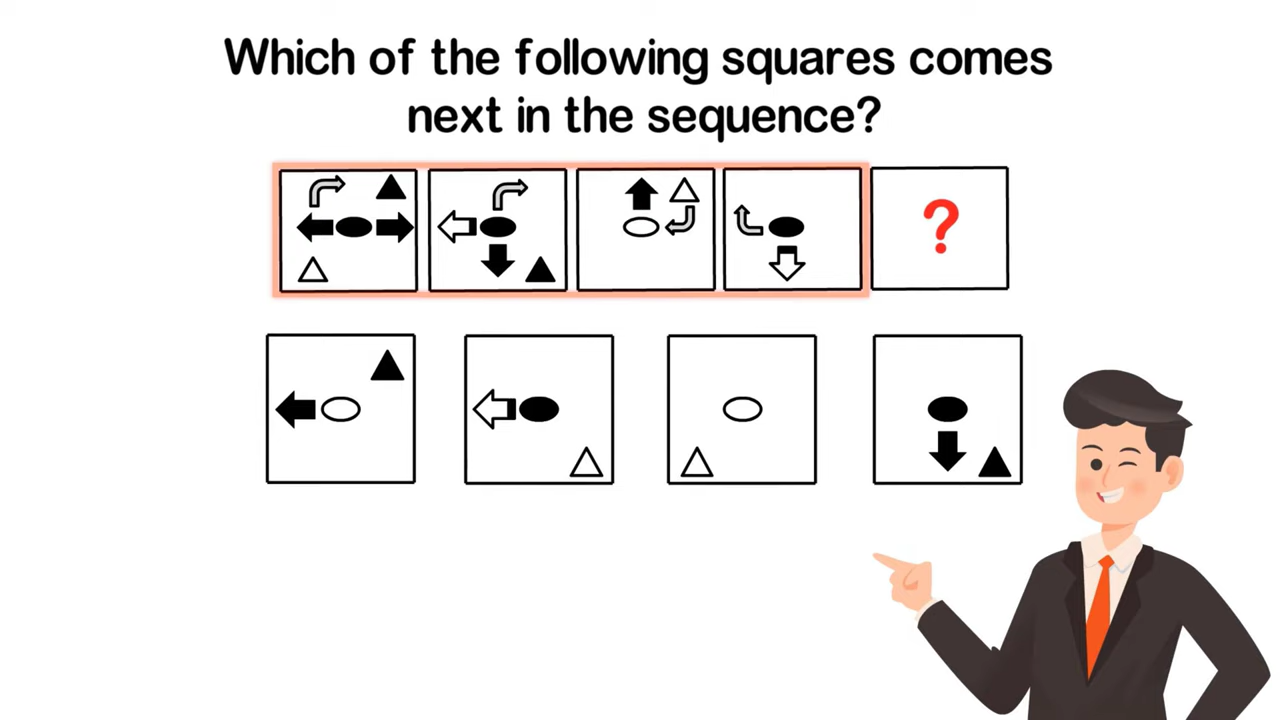 Which of the following squares comes
next in the sequence?
?